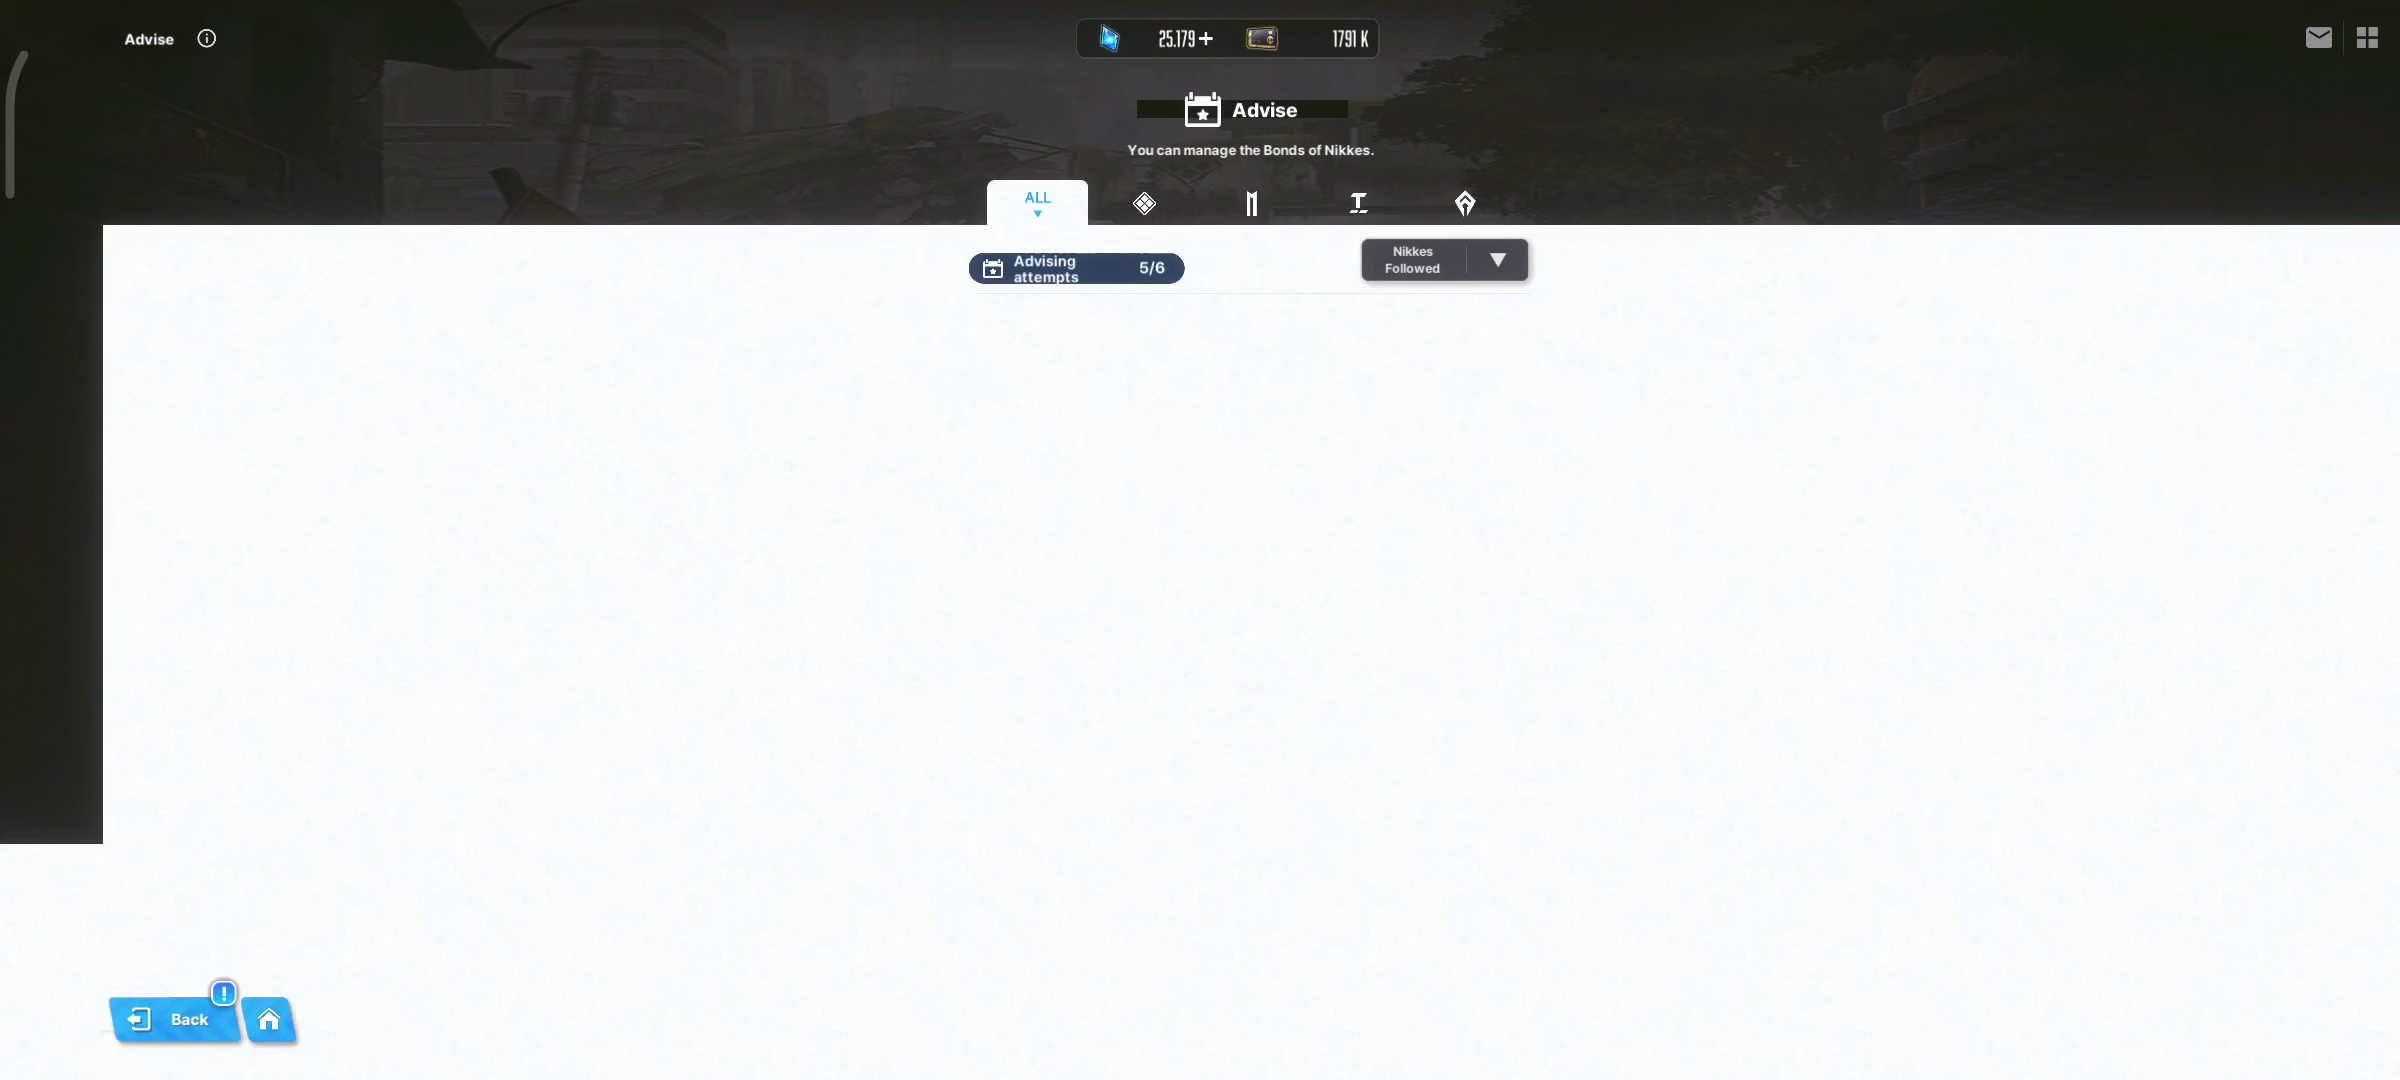 Advise
25.179
1791 K
Advise
You can manage the Bonds of Nikkes.
ALL
Advising
attempts
5/6
Nikkes
Followed
Back